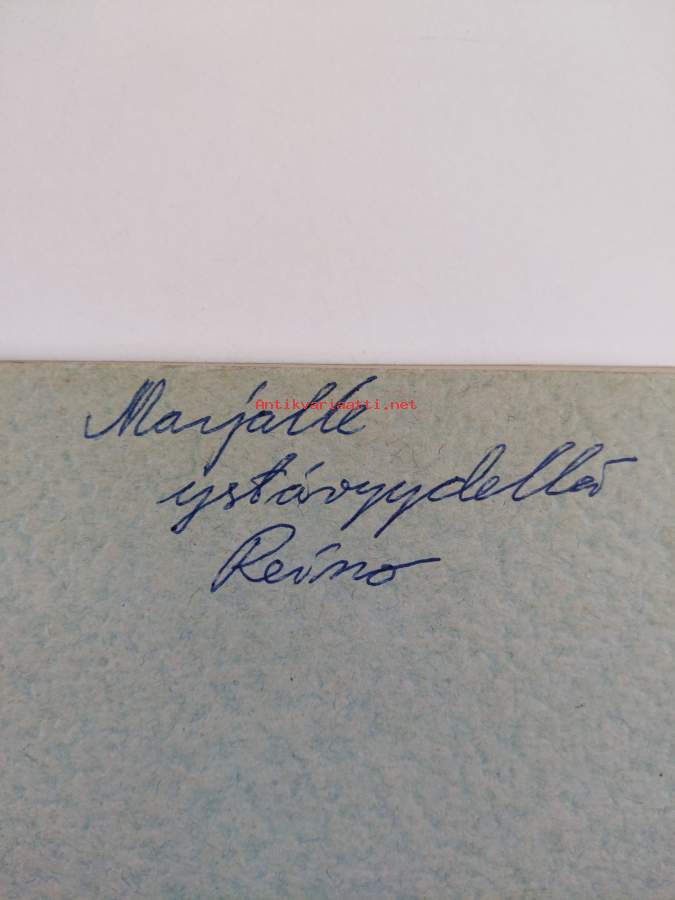 Marjalle
Antikvariaatti.net
ystävyydellä
Reino